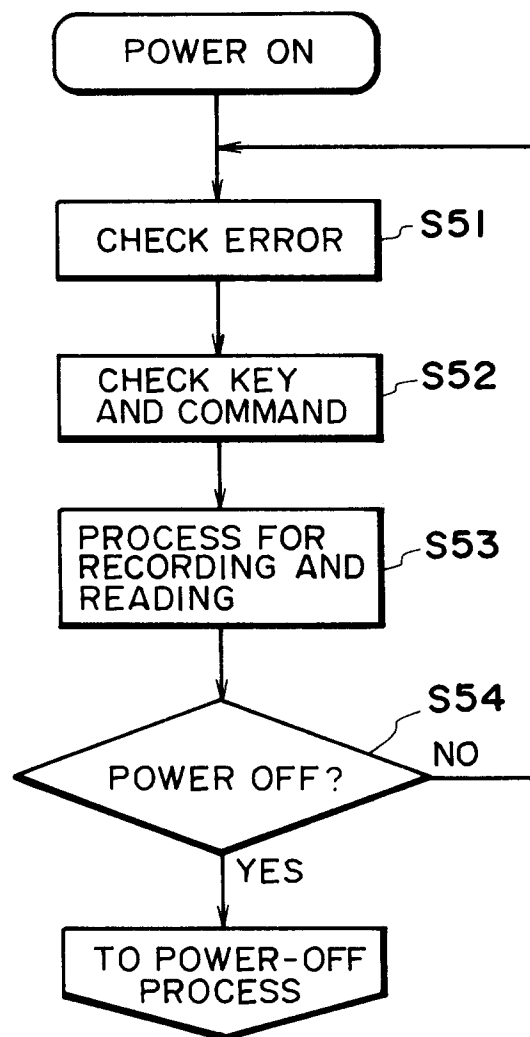 POWER ON
CHECK ERROR
S51
CHECK KEY
AND COMMAND
S52
PROCESS FOR
RECORDING AND
READING
S53
S54
POWER OFF?
NO
YES
TO POWER-OFF
PROCESS